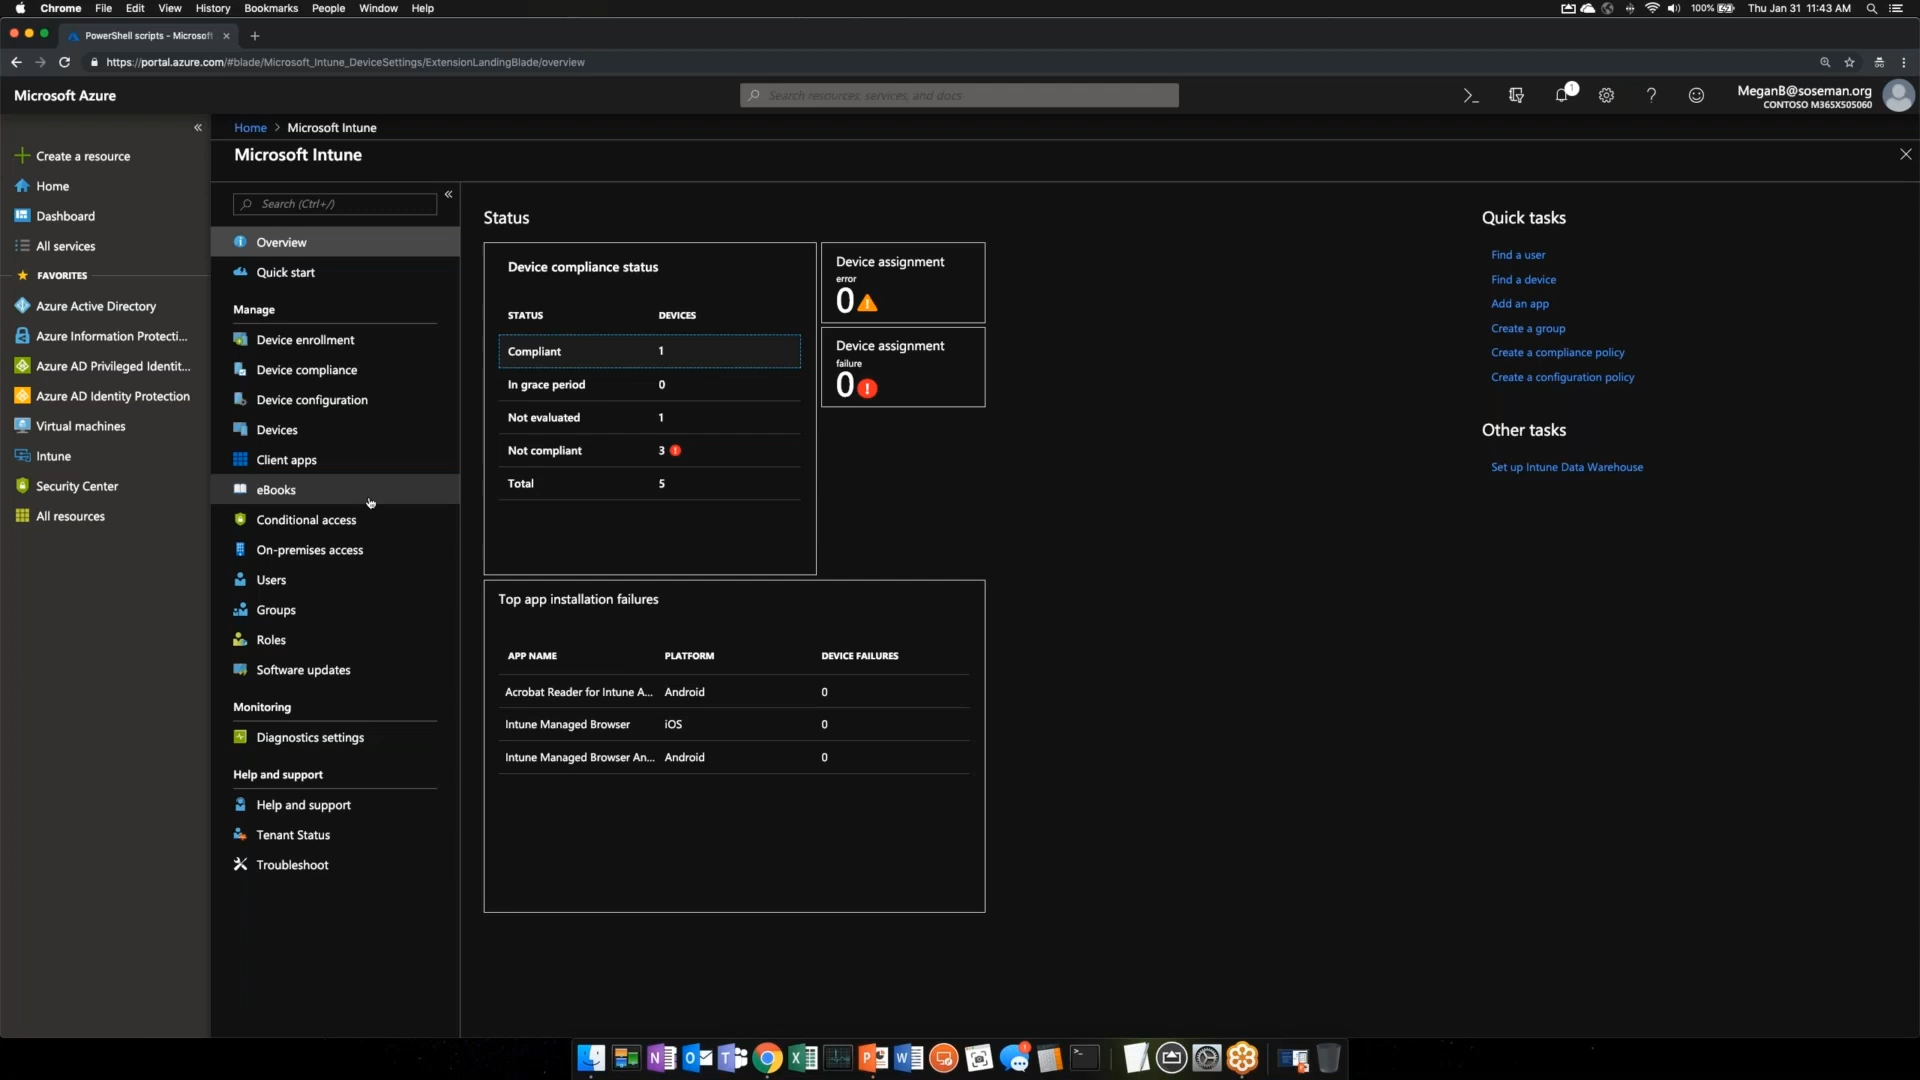 Chrome File Edit View History Bookmarks People Window Help
100% Thu Jan 31 11:43 AM
PowerShell scripts - Microsof
https://portal.azure.com/#blade/Microsoft_Intune_DeviceSettings/ExtensionLandingBlade/overview
Microsoft Azure
Search resources, services, and docs
1
MeganB@soseman.org
CONTOSO M365X505060
Create a resource
Home
Dashboard
All services
FAVORITES
Azure Active Directory
Azure Information Protecti...
Azure AD Privileged Identit...
Azure AD Identity Protection
Virtual machines
Intune
Security Center
All resources
Home > Microsoft Intune
Microsoft Intune
Search (Ctrl+/)
Overview
Quick start
Manage
Device enrollment
Device compliance
Device configuration
Devices
Client apps
eBooks
Conditional access
On-premises access
Users
Groups
Roles
Software updates
Monitoring
Diagnostics settings
Help and support
Help and support
Tenant Status
Troubleshoot
Status
Device compliance status
STATUS DEVICES
Compliant 1
In grace period 0
Not evaluated 1
Not compliant 3
Total 5
Device assignment
error
0
Device assignment
failure
0
Top app installation failures
APP NAME PLATFORM DEVICE FAILURES
Acrobat Reader for Intune A... Android 0
Intune Managed Browser iOS 0
Intune Managed Browser An... Android 0
Quick tasks
Find a user
Find a device
Add an app
Create a group
Create a compliance policy
Create a configuration policy
Other tasks
Set up Intune Data Warehouse